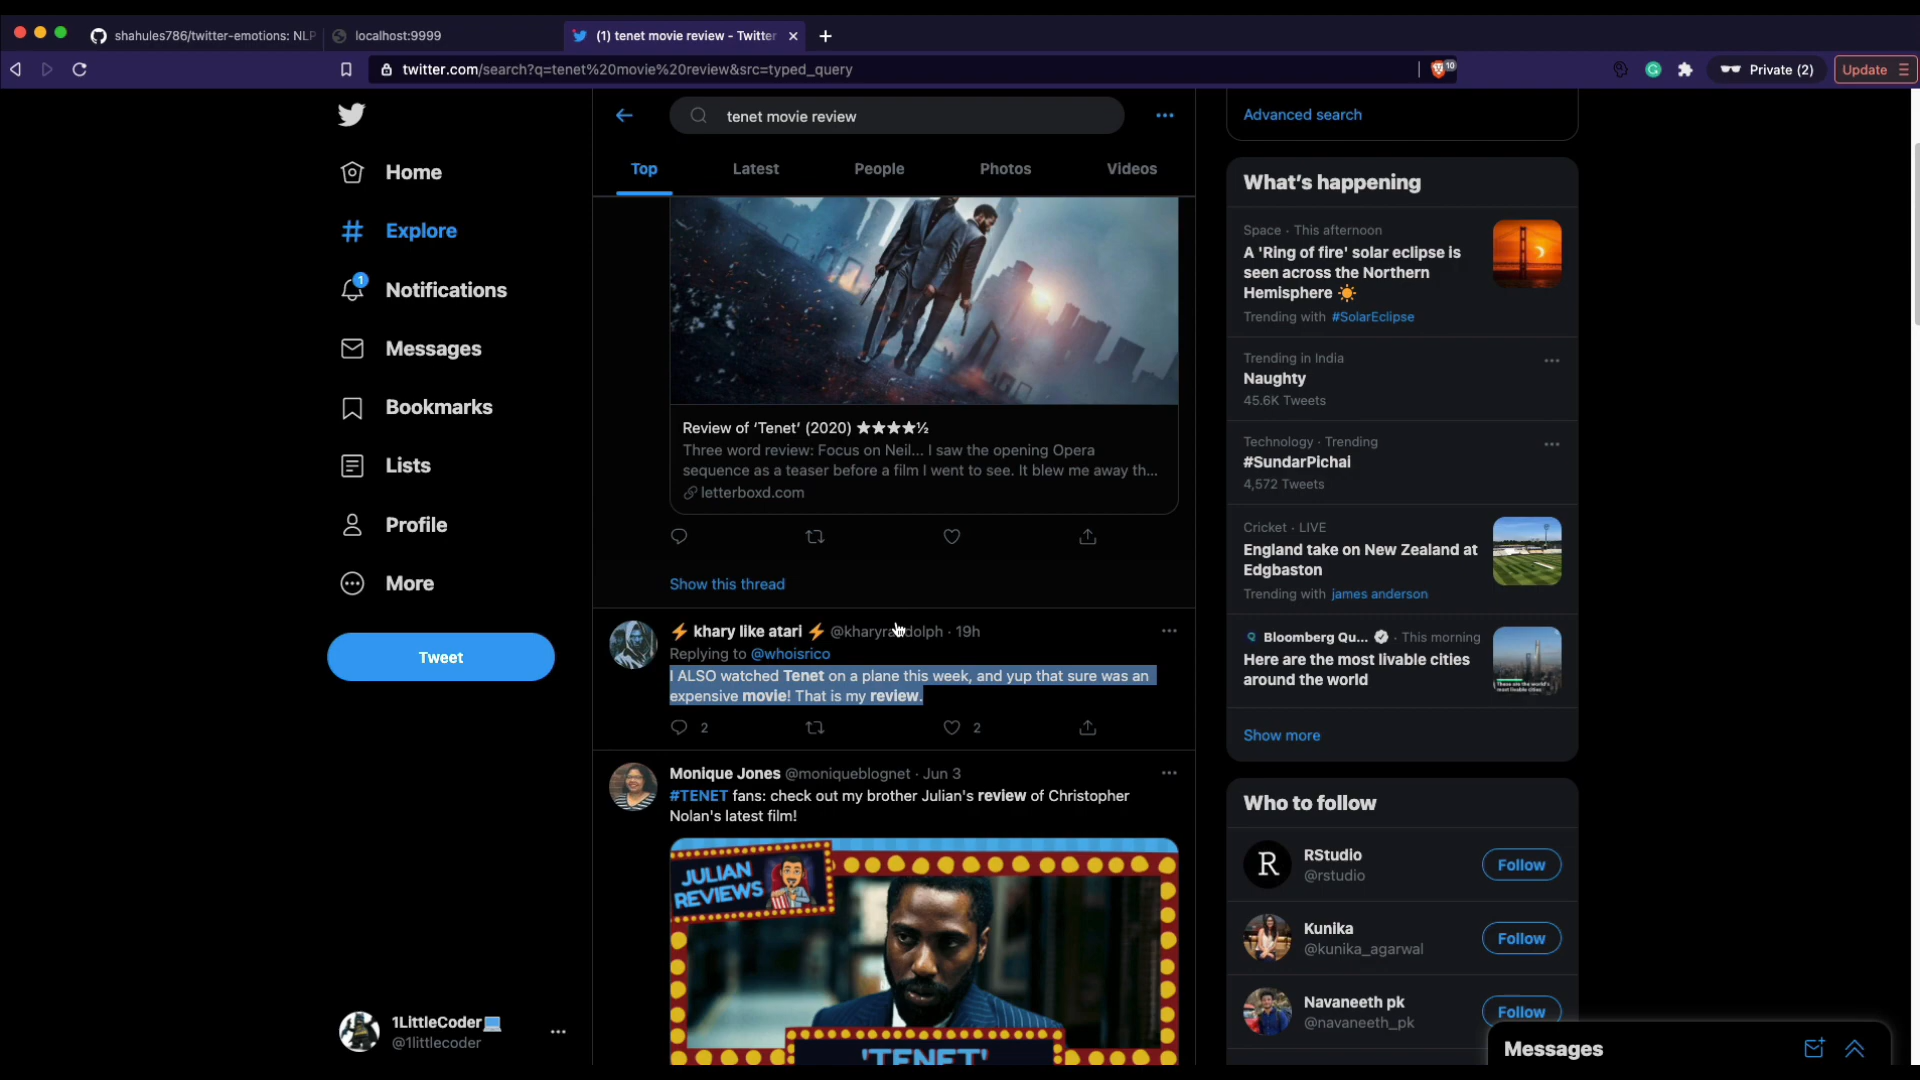 shahules786/twitter-emotions: NLP
localhost:9999
(1) tenet movie review - Twitter
twitter.com/search?q=tenet%20movie%20review&src=typed_query
10
Private (2)
Update
Home
Explore
1
Notifications
Messages
Bookmarks
Lists
Profile
More
Tweet
1LittleCoder💻
@1littlecoder
tenet movie review
Top
Latest
People
Photos
Videos
Review of ‘Tenet’ (2020) ★★★★½
Three word review: Focus on Neil... I saw the opening Opera
sequence as a teaser before a film I went to see. It blew me away th...
letterboxd.com
Show this thread
⚡ khary like atari ⚡ @kharyrandolph · 19h
Replying to @whoisrico
I ALSO watched Tenet on a plane this week, and yup that sure was an
expensive movie! That is my review.
2
2
Monique Jones @moniqueblognet · Jun 3
#TENET fans: check out my brother Julian's review of Christopher
Nolan's latest film!
JULIAN
REVIEWS
'TENET'
Advanced search
What's happening
Space · This afternoon
A 'Ring of fire' solar eclipse is
seen across the Northern
Hemisphere ☀️
Trending with #SolarEclipse
Trending in India
Naughty
45.6K Tweets
Technology · Trending
#SundarPichai
4,572 Tweets
Cricket · LIVE
England take on New Zealand at
Edgbaston
Trending with james anderson
Bloomberg Qu... · This morning
Here are the most livable cities
around the world
Show more
Who to follow
R
RStudio
@rstudio
Follow
Kunika
@kunika_agarwal
Follow
Navaneeth pk
@navaneeth_pk
Follow
Messages